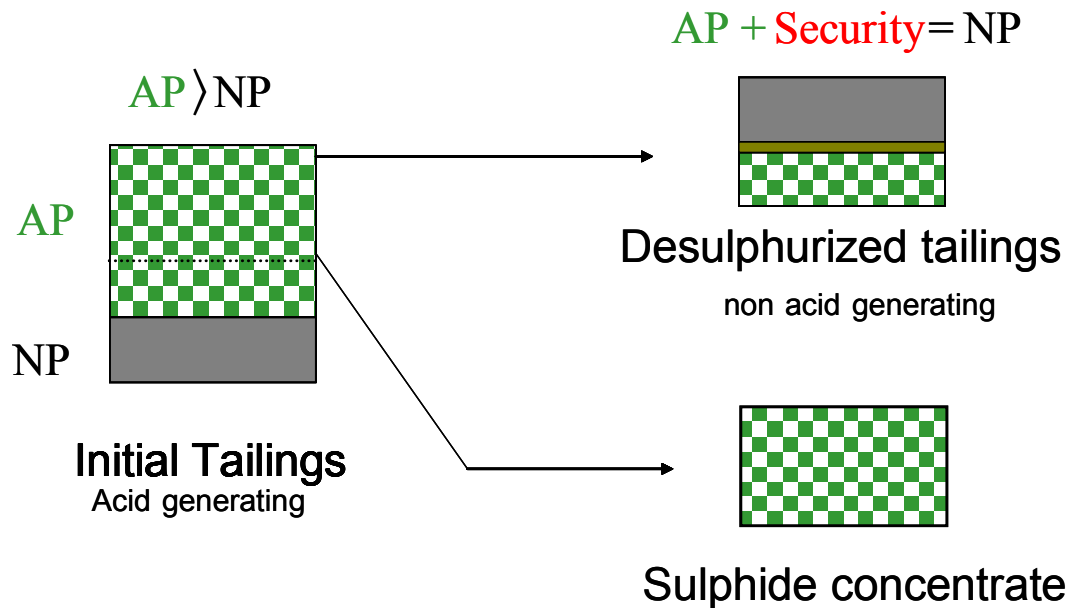 AP + Security = NP
AP 〉NP
AP
NP
Initial Tailings
Acid generating
Desulphurized tailings
non acid generating
Sulphide concentrate